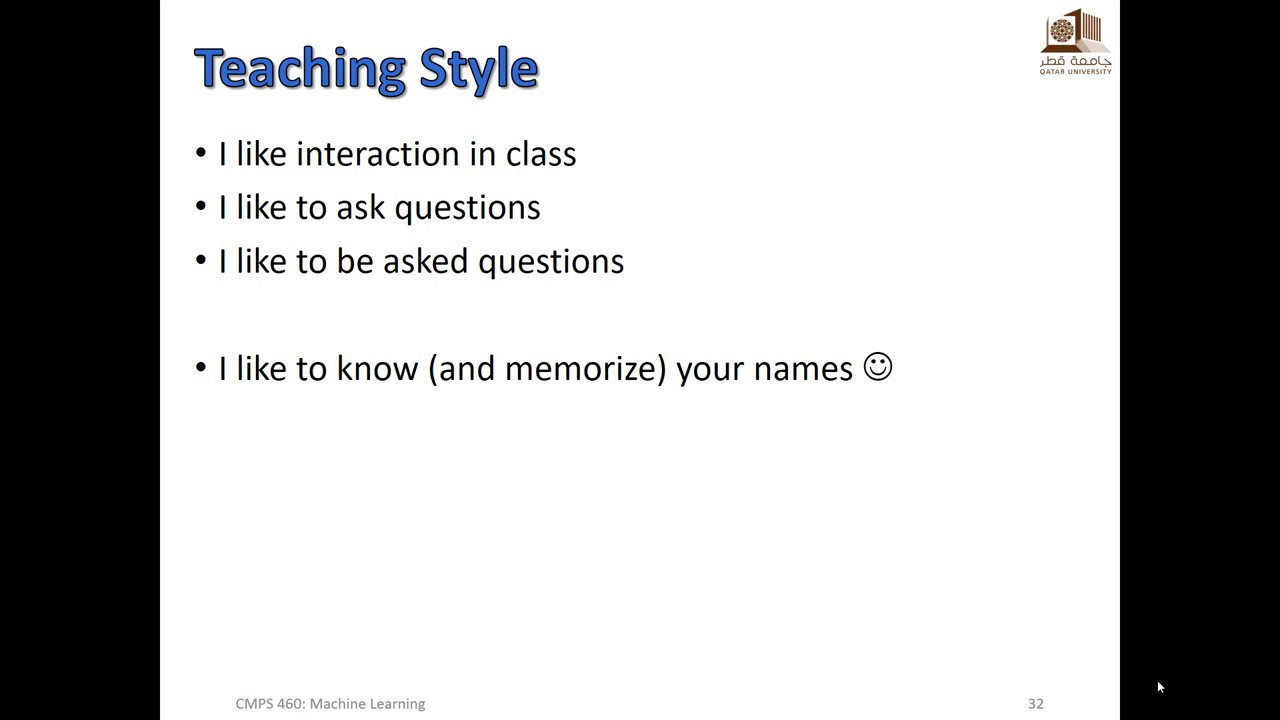 Teaching Style
جامعة قطر
QATAR UNIVERSITY
• I like interaction in class
• I like to ask questions
• I like to be asked questions
• I like to know (and memorize) your names ☺
CMPS 460: Machine Learning
32